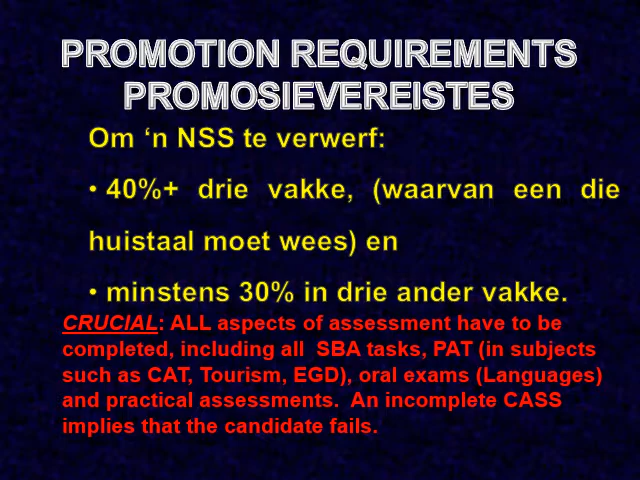 PROMOTION REQUIREMENTS
PROMOSIEVEREISTES
Om ‘n NSS te verwerf:
• 40%+ drie vakke, (waarvan een die
huistaal moet wees) en
• minstens 30% in drie ander vakke.
CRUCIAL: ALL aspects of assessment have to be
completed, including all SBA tasks, PAT (in subjects
such as CAT, Tourism, EGD), oral exams (Languages)
and practical assessments. An incomplete CASS
implies that the candidate fails.